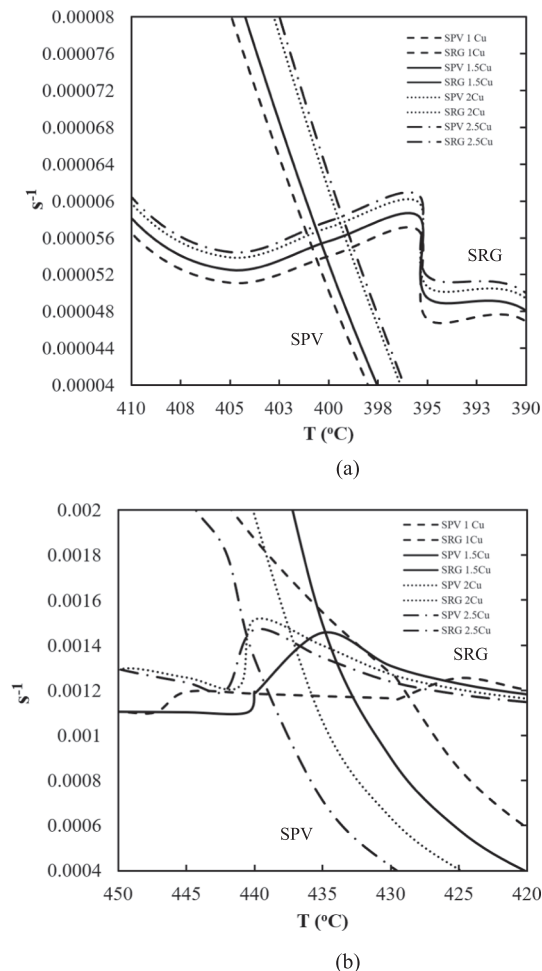 0.00008
0.000076
0.000072
0.000068
0.000064
0.00006
0.000056
0.000052
0.000048
0.000044
0.00004
s-1
SPV 1 Cu
SRG 1Cu
SPV 1.5Cu
SRG 1.5Cu
SPV 2Cu
SRG 2Cu
SPV 2.5Cu
SRG 2.5Cu
SRG
SPV
410 408 405 403 400 398 395 393 390
T (oC)
(a)
0.002
0.0018
0.0016
0.0014
0.0012
0.001
0.0008
0.0006
0.0004
s-1
SPV 1 Cu
SRG 1Cu
SPV 1.5Cu
SRG 1.5Cu
SPV 2Cu
SRG 2Cu
SPV 2.5Cu
SRG 2.5Cu
SRG
SPV
450 445 440 435 430 425 420
T (oC)
(b)